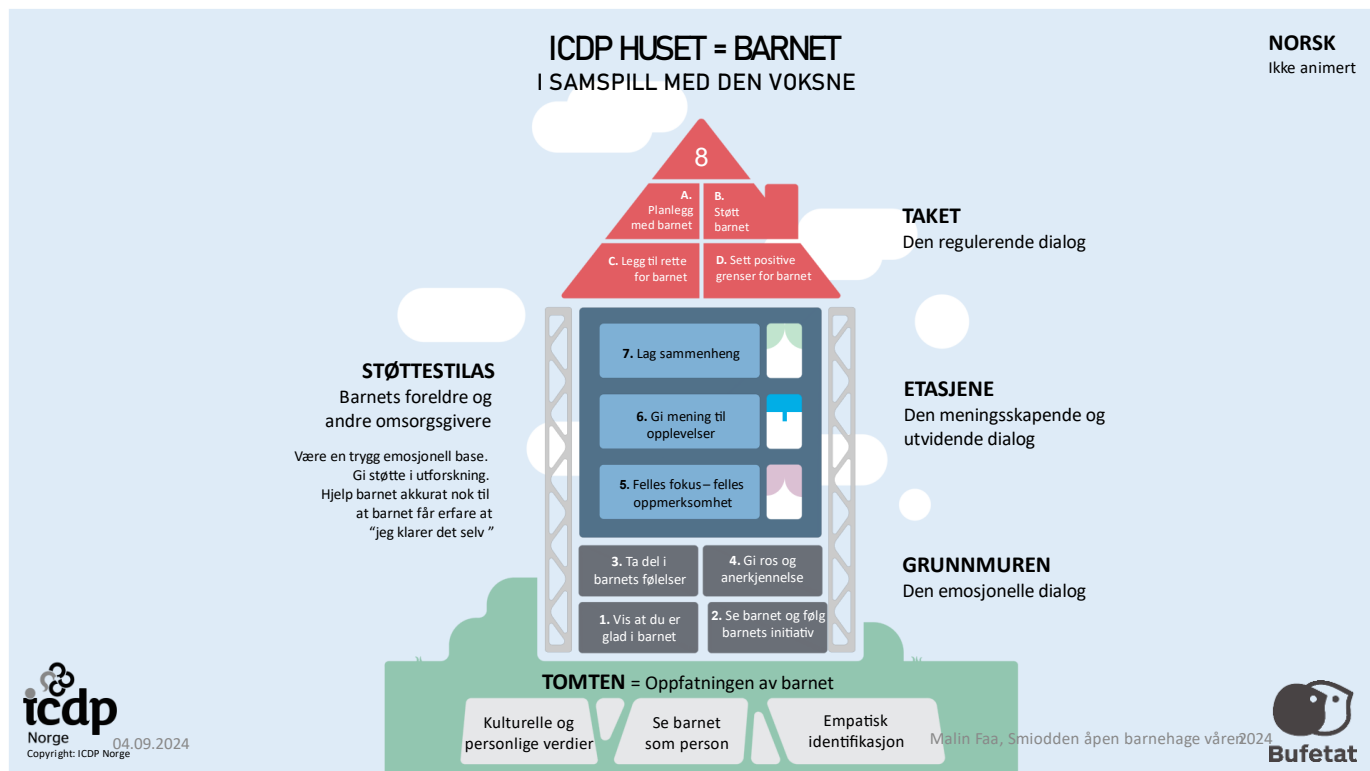 ICDP HUSET = BARNET
I SAMSPILL MED DEN VOKSNE
NORSK
Ikke animert
8
A.
Planlegg
med barnet
B.
Støtt
barnet
C. Legg til rette
for barnet
D. Sett positive
grenser for barnet
TAKET
Den regulerende dialog
7. Lag sammenheng
6. Gi mening til
opplevelser
5. Felles fokus – felles
oppmerksomhet
STØTTESTILAS
Barnets foreldre og
andre omsorgsgivere
Være en trygg emosjonell base.
Gi støtte i utforskning.
Hjelp barnet akkurat nok til
at barnet får erfare at
“jeg klarer det selv ”
ETASJENE
Den meningsskapende og
utvidende dialog
3. Ta del i
barnets følelser
4. Gi ros og
anerkjennelse
1. Vis at du er
glad i barnet
2. Se barnet og følg
barnets initiativ
GRUNNMUREN
Den emosjonelle dialog
TOMTEN = Oppfatningen av barnet
Kulturelle og
personlige verdier
Se barnet
som person
Empatisk
identifikasjon
icdp
Norge
Copyright: ICDP Norge
04.09.2024
Malin Faa, Smiodden åpen barnehage våren2024
Bufetat